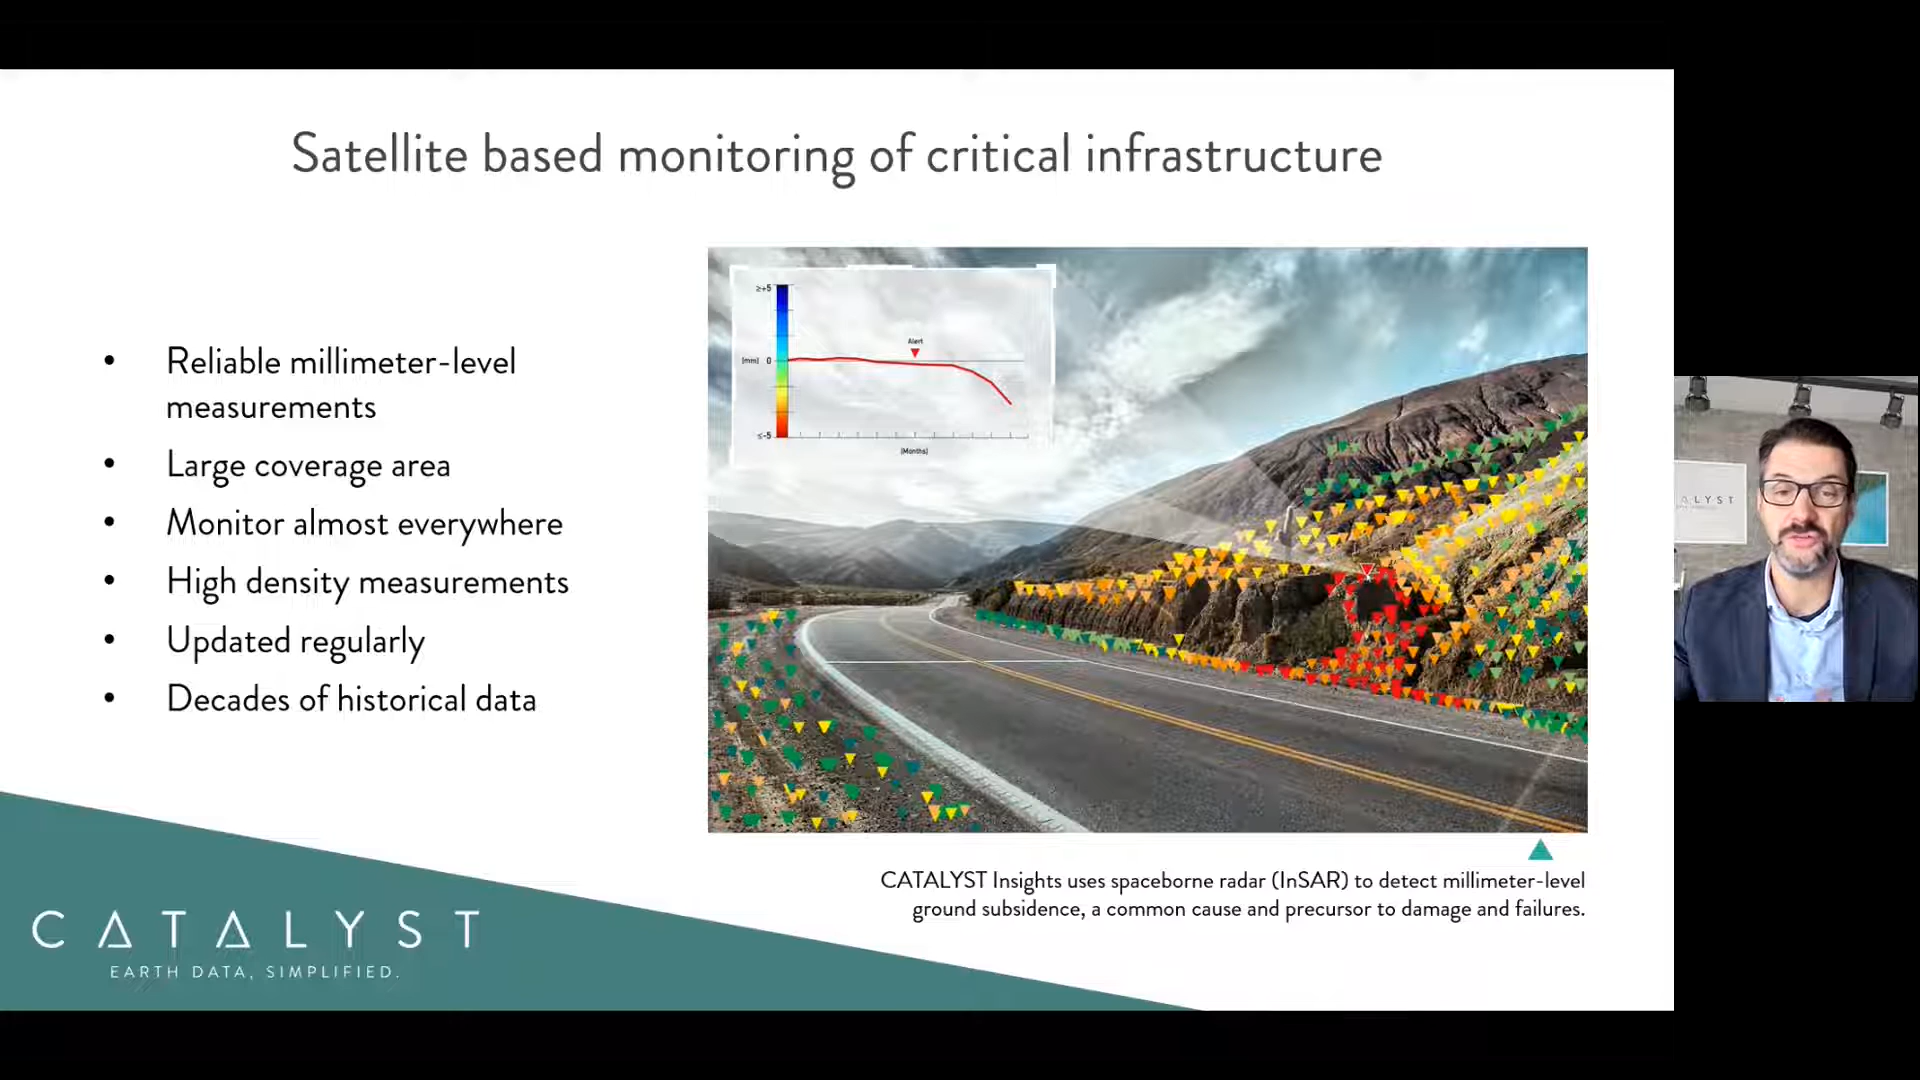 Satellite based monitoring of critical infrastructure
• Reliable millimeter-level
measurements
• Large coverage area
• Monitor almost everywhere
• High density measurements
• Updated regularly
• Decades of historical data
≥+5
Alert
[mm] 0
≤-5
[Months]
CATALYST Insights uses spaceborne radar (InSAR) to detect millimeter-level
ground subsidence, a common cause and precursor to damage and failures.
CATALYST
EARTH DATA, SIMPLIFIED.
ALYST